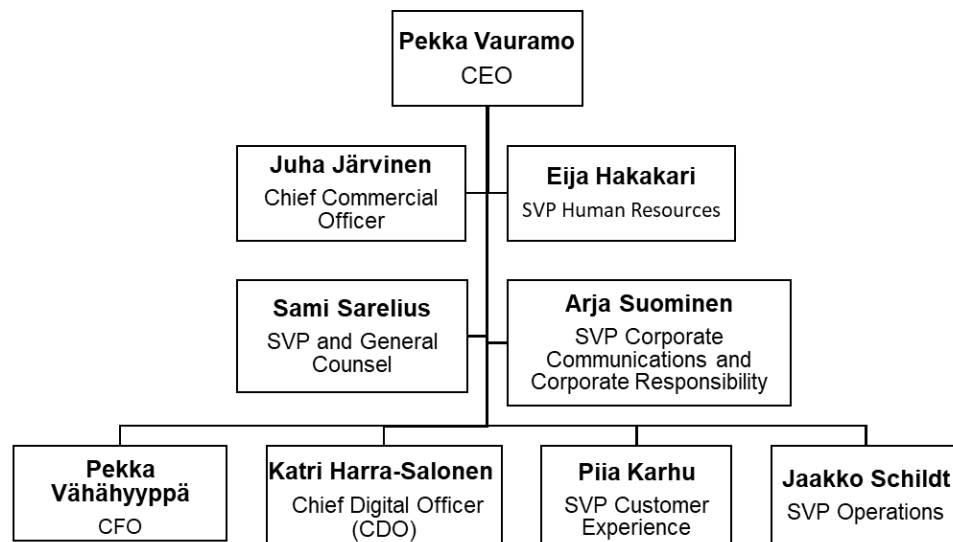 Pekka Vauramo
CEO
Juha Järvinen
Chief Commercial
Officer
Eija Hakakari
SVP Human Resources
Sami Sarelius
SVP and General
Counsel
Arja Suominen
SVP Corporate
Communications and
Corporate Responsibility
Pekka
Vähähyyppä
CFO
Katri Harra-Salonen
Chief Digital Officer
(CDO)
Piia Karhu
SVP Customer
Experience
Jaakko Schildt
SVP Operations